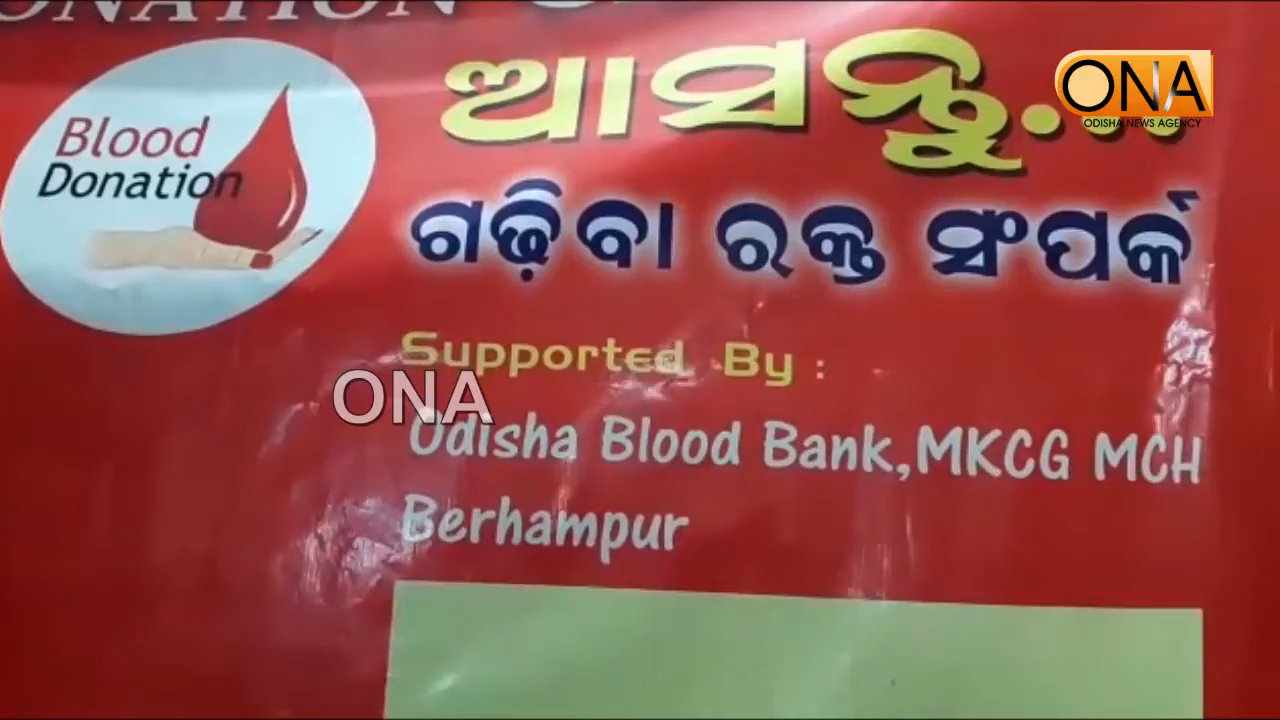 Blood
Donation
ଆସନ୍ତୁ...
ଗଢ଼ିବା ରକ୍ତ ସଂପର୍କ
Supported By :
Odisha Blood Bank,MKCG MCH
Berhampur
ONA
ONA
ODISHA NEWS AGENCY